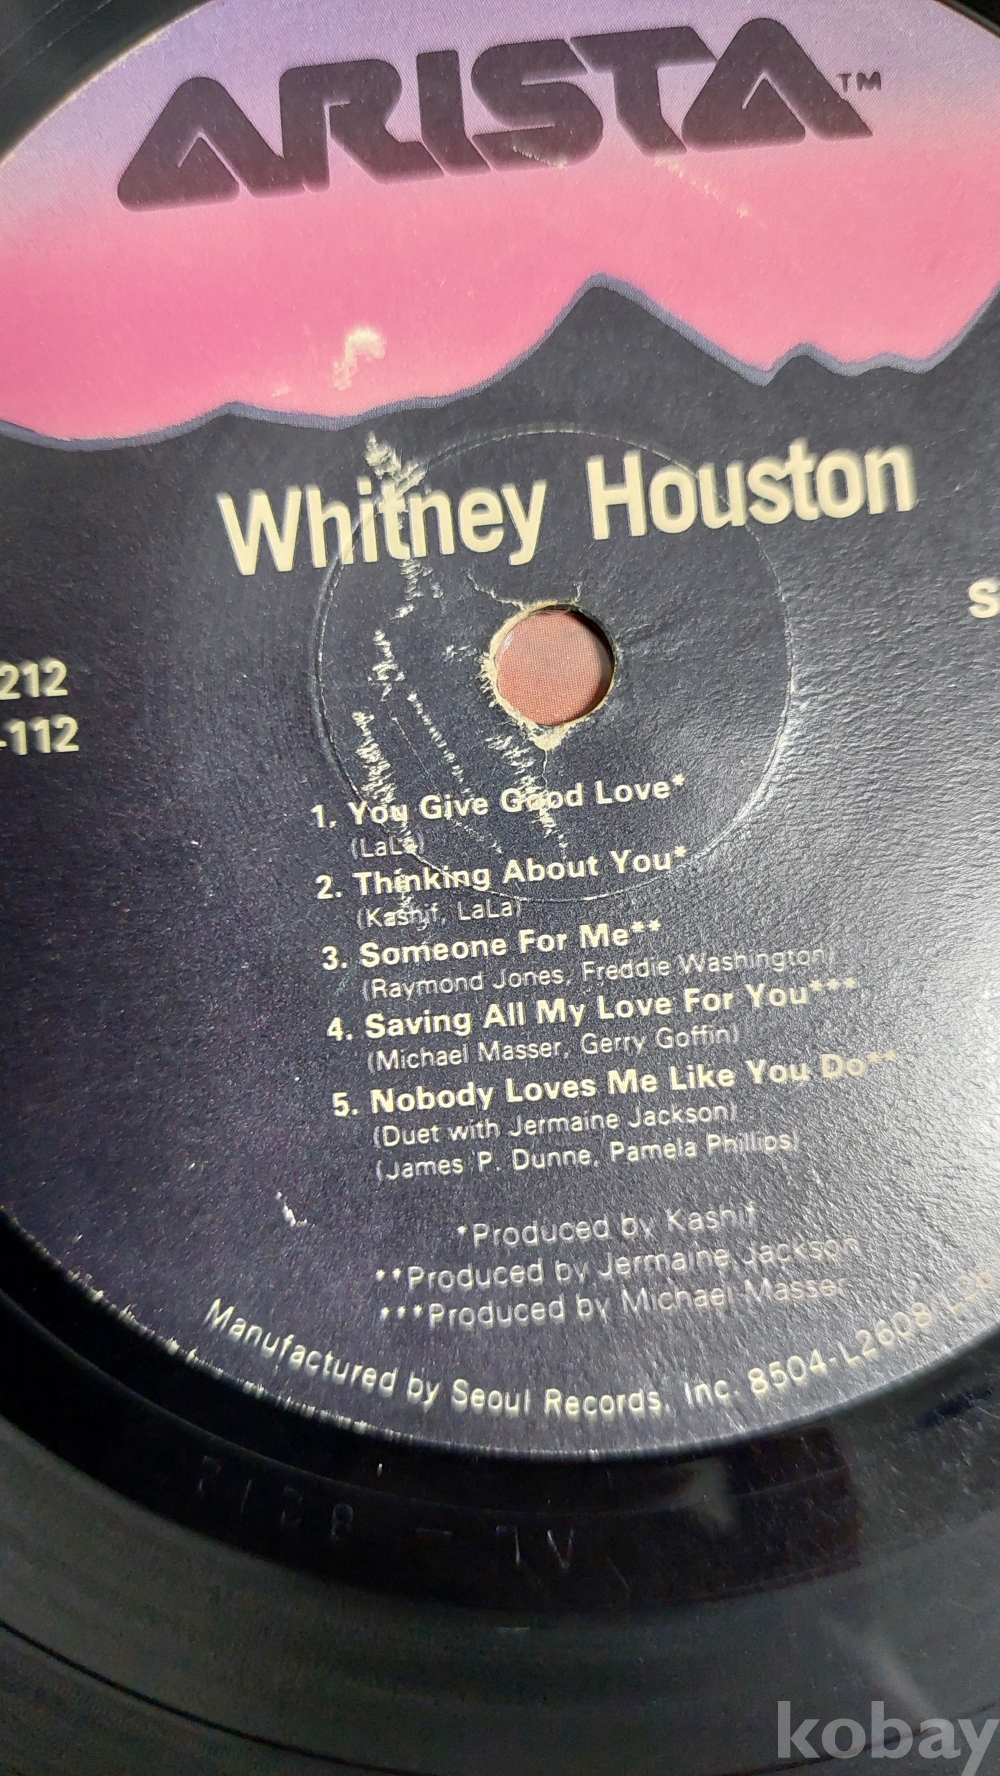 ARISTA™
Whitney Houston
S
212
-112
1. You Give Good Love*
(LaLa)
2. Thinking About You*
(Kashif, LaLa)
3. Someone For Me**
(Raymond Jones, Freddie Washington)
4. Saving All My Love For You***
(Michael Masser, Gerry Goffin)
5. Nobody Loves Me Like You Do**
(Duet with Jermaine Jackson)
(James P. Dunne, Pamela Phillips)
*Produced by Kashif
**Produced by Jermaine Jackson
***Produced by Michael Masser
Manufactured by Seoul Records, Inc. 8504-L2608-
AL - 8212
kobay